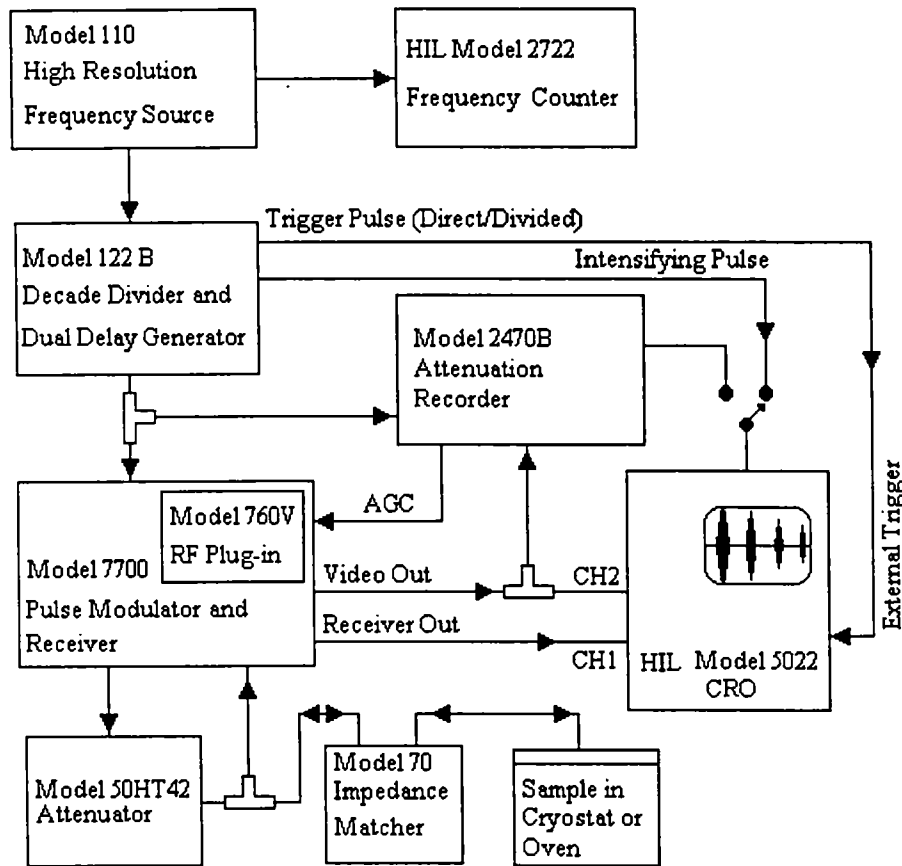 Model 110
High Resolution
Frequency Source
HIL Model 2722
Frequency Counter
Trigger Pulse (Direct/Divided)
Model 122 B
Decade Divider and
Dual Delay Generator
Intensifying Pulse
Model 2470B
Attenuation
Recorder
External Trigger
AGC
Model 760V
RF Plug-in
Model 7700
Pulse Modulator and
Receiver
Video Out
CH2
Receiver Out
CH1
HIL Model 5022
CRO
Model 50HT42
Attenuator
Model 70
Impedance
Matcher
Sample in
Cryostat or
Oven